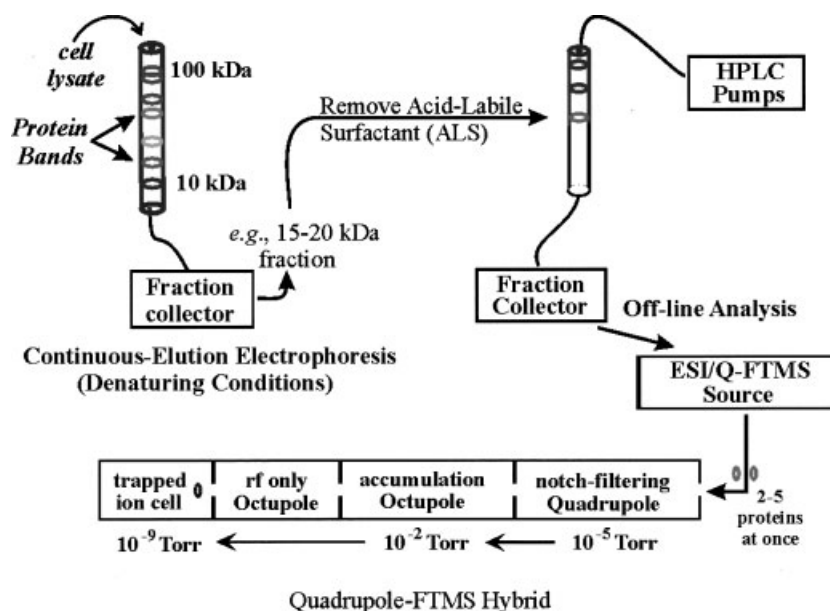 cell
lysate
100 kDa
Protein
Bands
10 kDa
Fraction
collector
e.g., 15-20 kDa
fraction
Continuous-Elution Electrophoresis
(Denaturing Conditions)
Remove Acid-Labile
Surfactant (ALS)
HPLC
Pumps
Fraction
Collector
Off-line Analysis
ESI/Q-FTMS
Source
2-5
proteins
at once
trapped
ion cell
rf only
Octupole
accumulation
Octupole
notch-filtering
Quadrupole
10⁻⁹ Torr
10⁻² Torr
10⁻⁵ Torr
Quadrupole-FTMS Hybrid